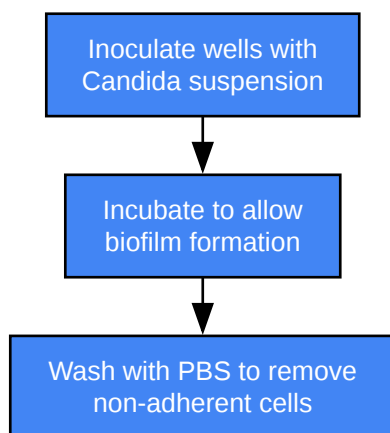 Inoculate wells with
Candida suspension
Incubate to allow
biofilm formation
Wash with PBS to remove
non-adherent cells